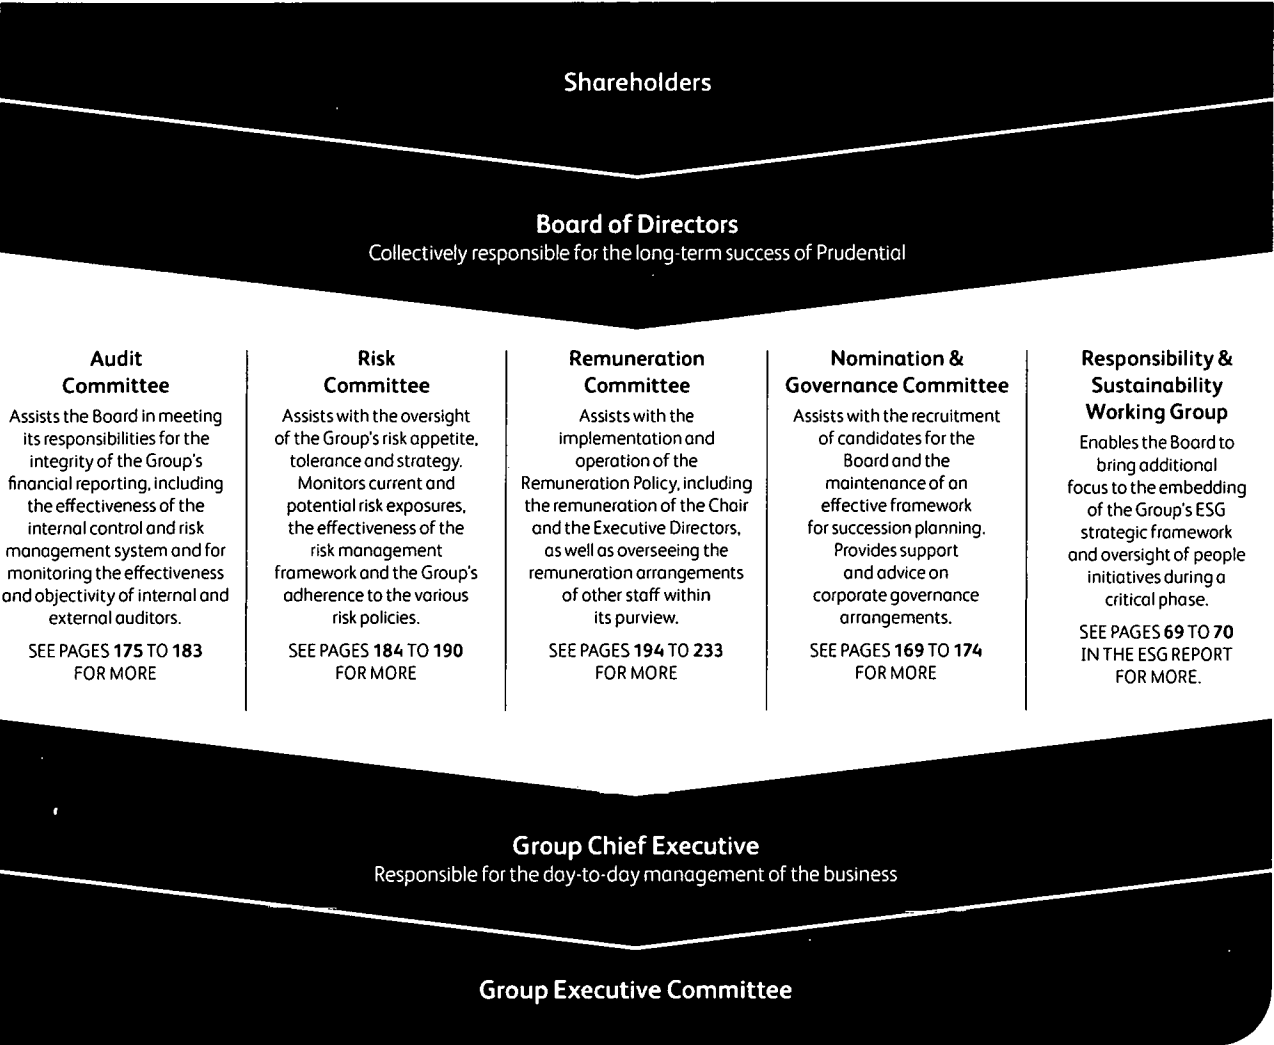 Shareholders
Board of Directors
Collectively responsible for the long-term success of Prudential
Audit
Committee
Assists the Board in meeting
its responsibilities for the
integrity of the Group's
financial reporting, including
the effectiveness of the
internal control and risk
management system and for
monitoring the effectiveness
and objectivity of internal and
external auditors.
SEE PAGES 175 TO 183
FOR MORE
Risk
Committee
Assists with the oversight
of the Group's risk appetite,
tolerance and strategy.
Monitors current and
potential risk exposures,
the effectiveness of the
risk management
framework and the Group's
adherence to the various
risk policies.
SEE PAGES 184 TO 190
FOR MORE
Remuneration
Committee
Assists with the
implementation and
operation of the
Remuneration Policy, including
the remuneration of the Chair
and the Executive Directors,
as well as overseeing the
remuneration arrangements
of other staff within
its purview.
SEE PAGES 194 TO 233
FOR MORE
Nomination &
Governance Committee
Assists with the recruitment
of candidates for the
Board and the
maintenance of an
effective framework
for succession planning.
Provides support
and advice on
corporate governance
arrangements.
SEE PAGES 169 TO 174
FOR MORE
Responsibility &
Sustainability
Working Group
Enables the Board to
bring additional
focus to the embedding
of the Group's ESG
strategic framework
and oversight of people
initiatives during a
critical phase.
SEE PAGES 69 TO 70
IN THE ESG REPORT
FOR MORE.
Group Chief Executive
Responsible for the day-to-day management of the business
Group Executive Committee